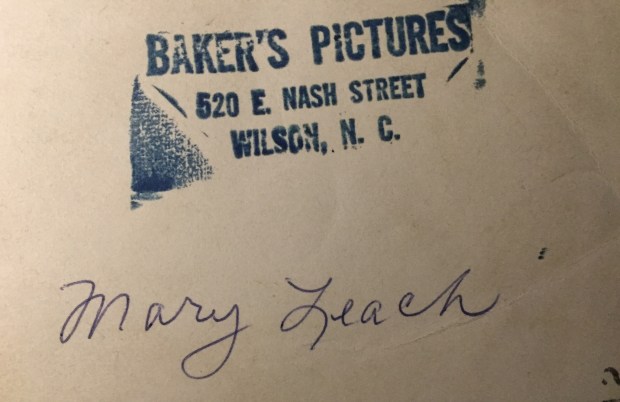 BAKER'S PICTURES
520 E. NASH STREET
WILSON, N. C.
Mary Leach